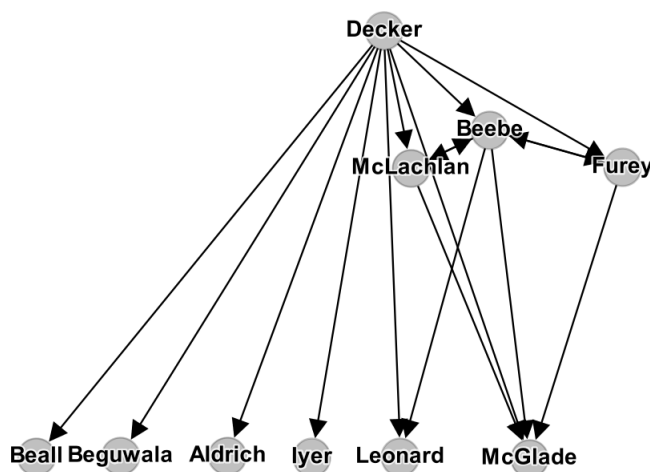 Decker
Beebe
McLachlan
Furey
Beall
Beguwala
Aldrich
Iyer
Leonard
McGlade